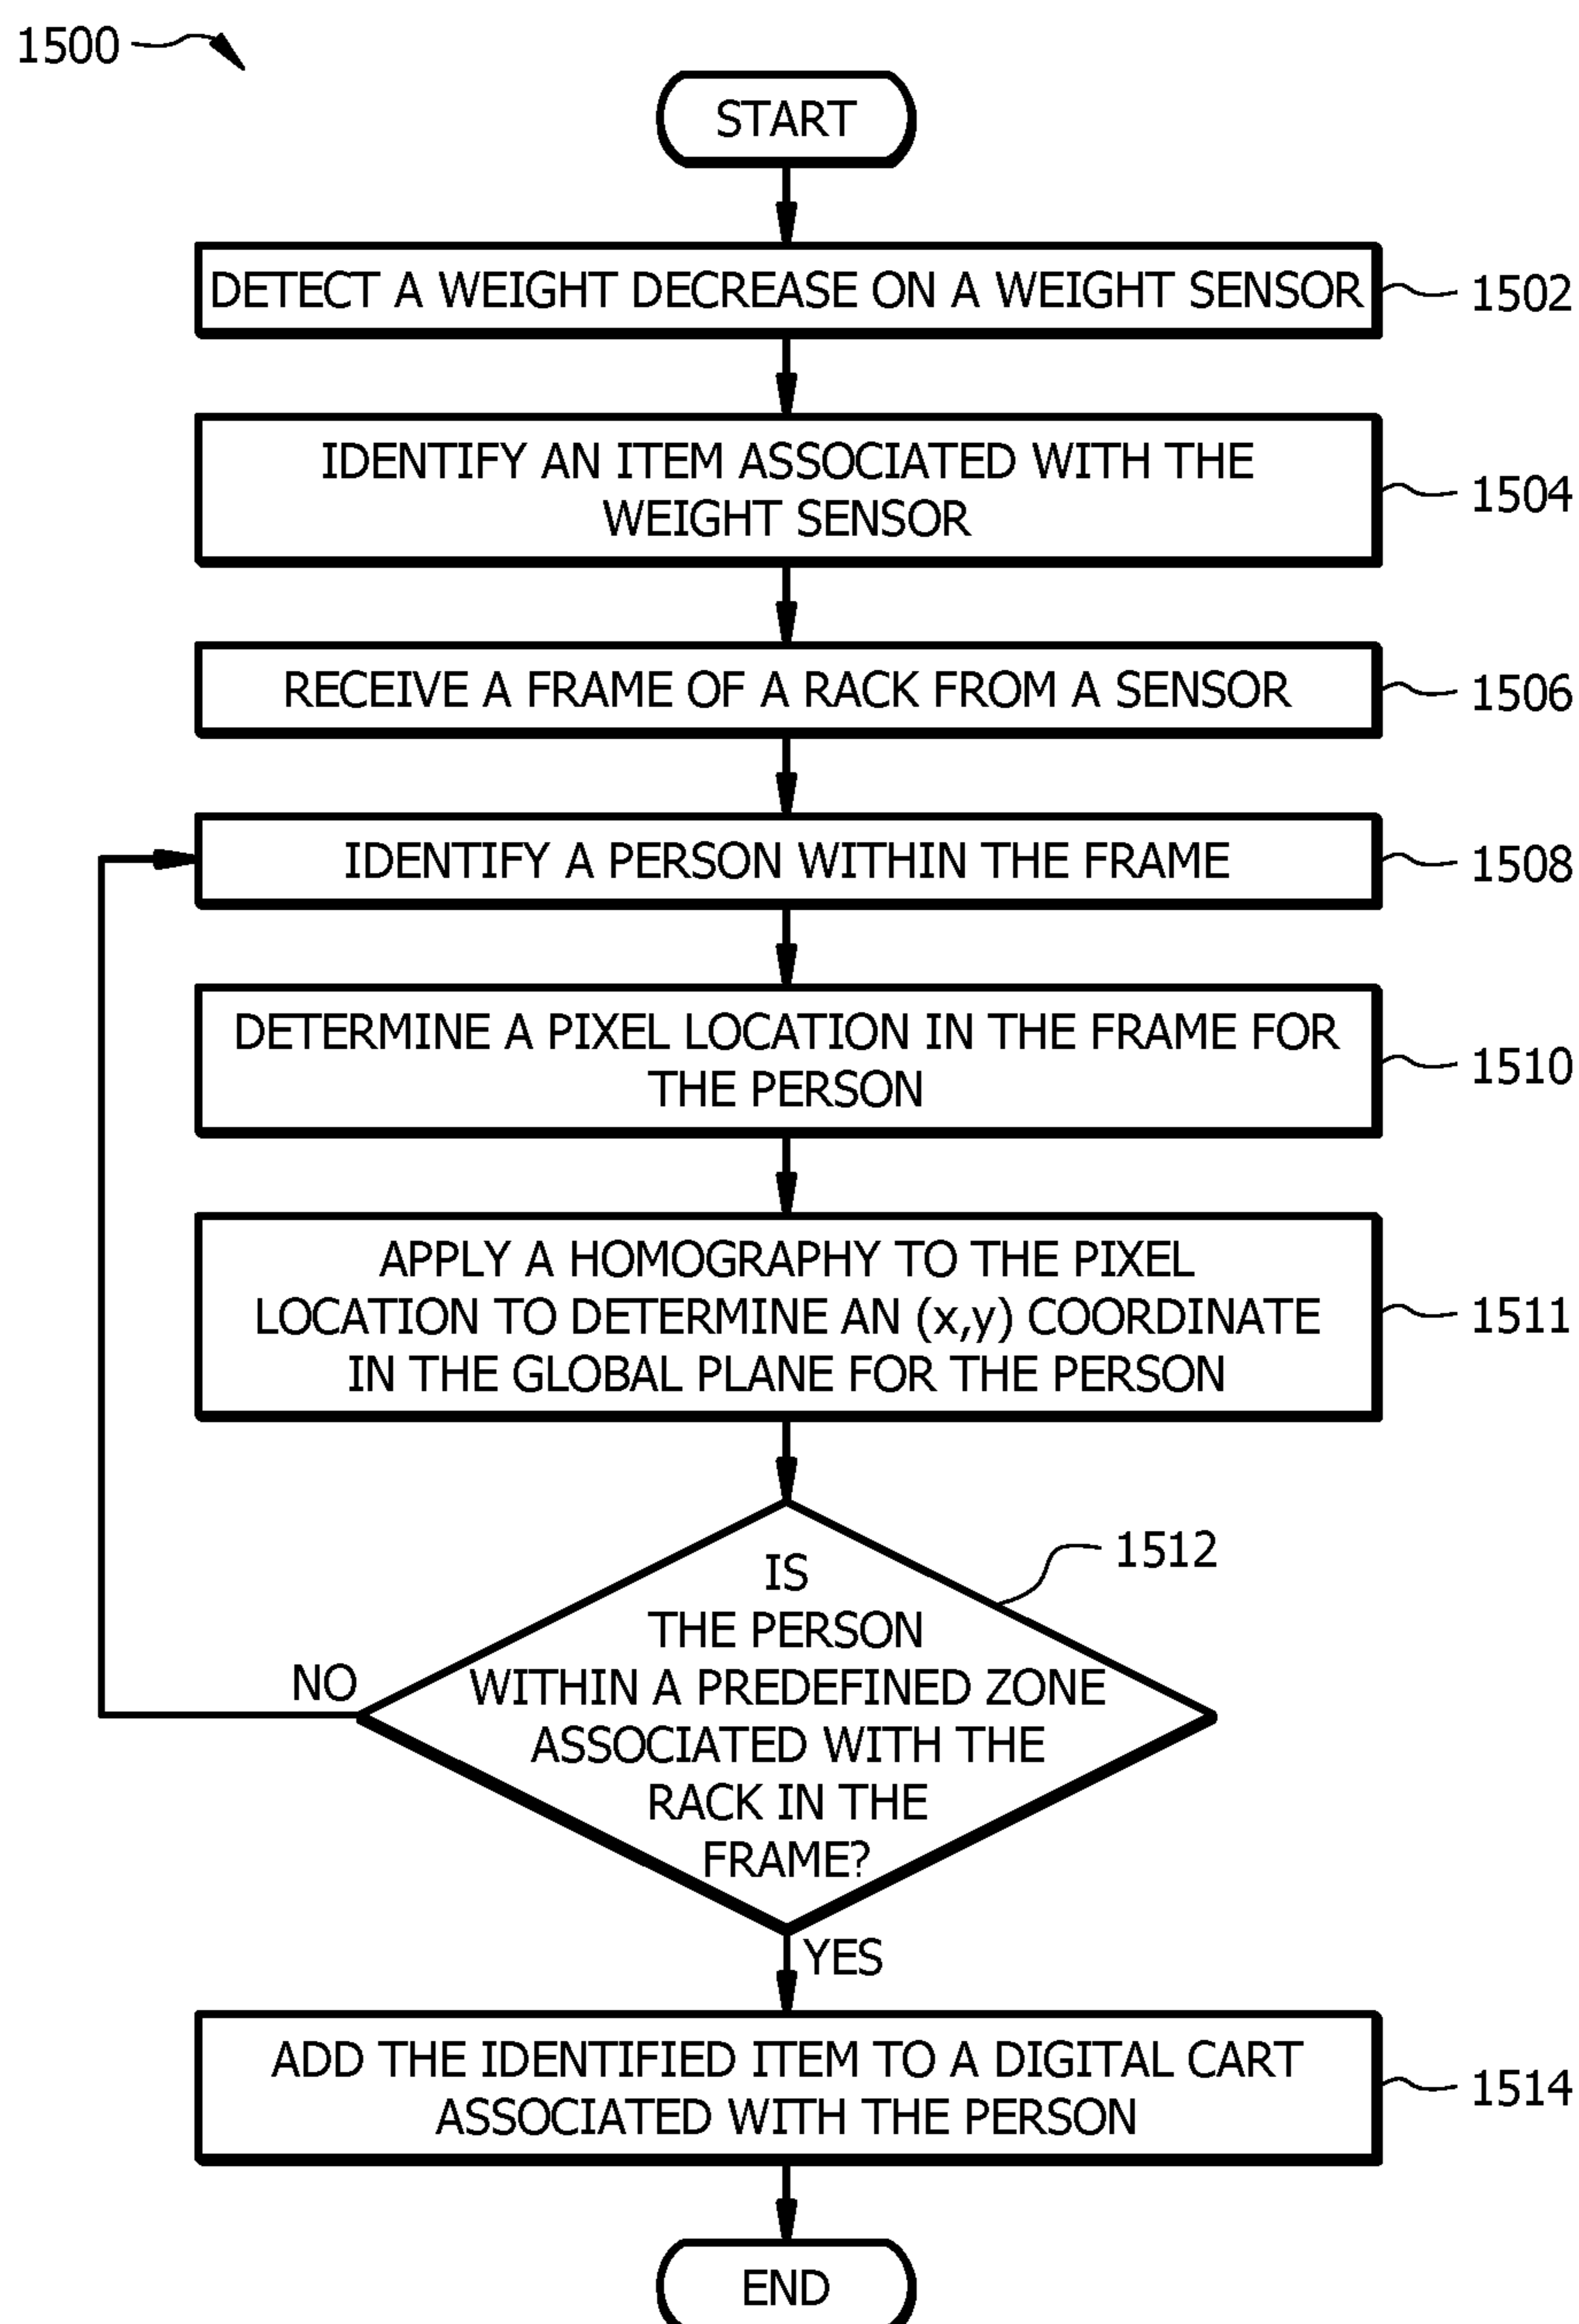 1500
START
DETECT A WEIGHT DECREASE ON A WEIGHT SENSOR
1502
IDENTIFY AN ITEM ASSOCIATED WITH THE
WEIGHT SENSOR
1504
RECEIVE A FRAME OF A RACK FROM A SENSOR
1506
IDENTIFY A PERSON WITHIN THE FRAME
1508
DETERMINE A PIXEL LOCATION IN THE FRAME FOR
THE PERSON
1510
APPLY A HOMOGRAPHY TO THE PIXEL
LOCATION TO DETERMINE AN (x,y) COORDINATE
IN THE GLOBAL PLANE FOR THE PERSON
1511
IS
THE PERSON
WITHIN A PREDEFINED ZONE
ASSOCIATED WITH THE
RACK IN THE
FRAME?
1512
NO
YES
ADD THE IDENTIFIED ITEM TO A DIGITAL CART
ASSOCIATED WITH THE PERSON
1514
END